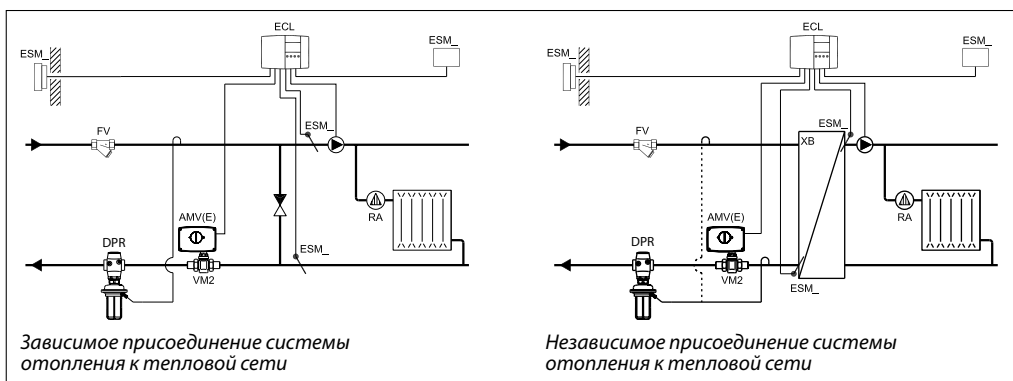 ECL
ESM_
ESM_
FV
ESM_
AMV(E)
RA
DPR
ESM_
VM2
Зависимое присоединение системы
отопления к тепловой сети
ECL
ESM_
ESM_
FV
ESM_
XB
AMV(E)
RA
DPR
VM2
ESM_
Независимое присоединение системы
отопления к тепловой сети